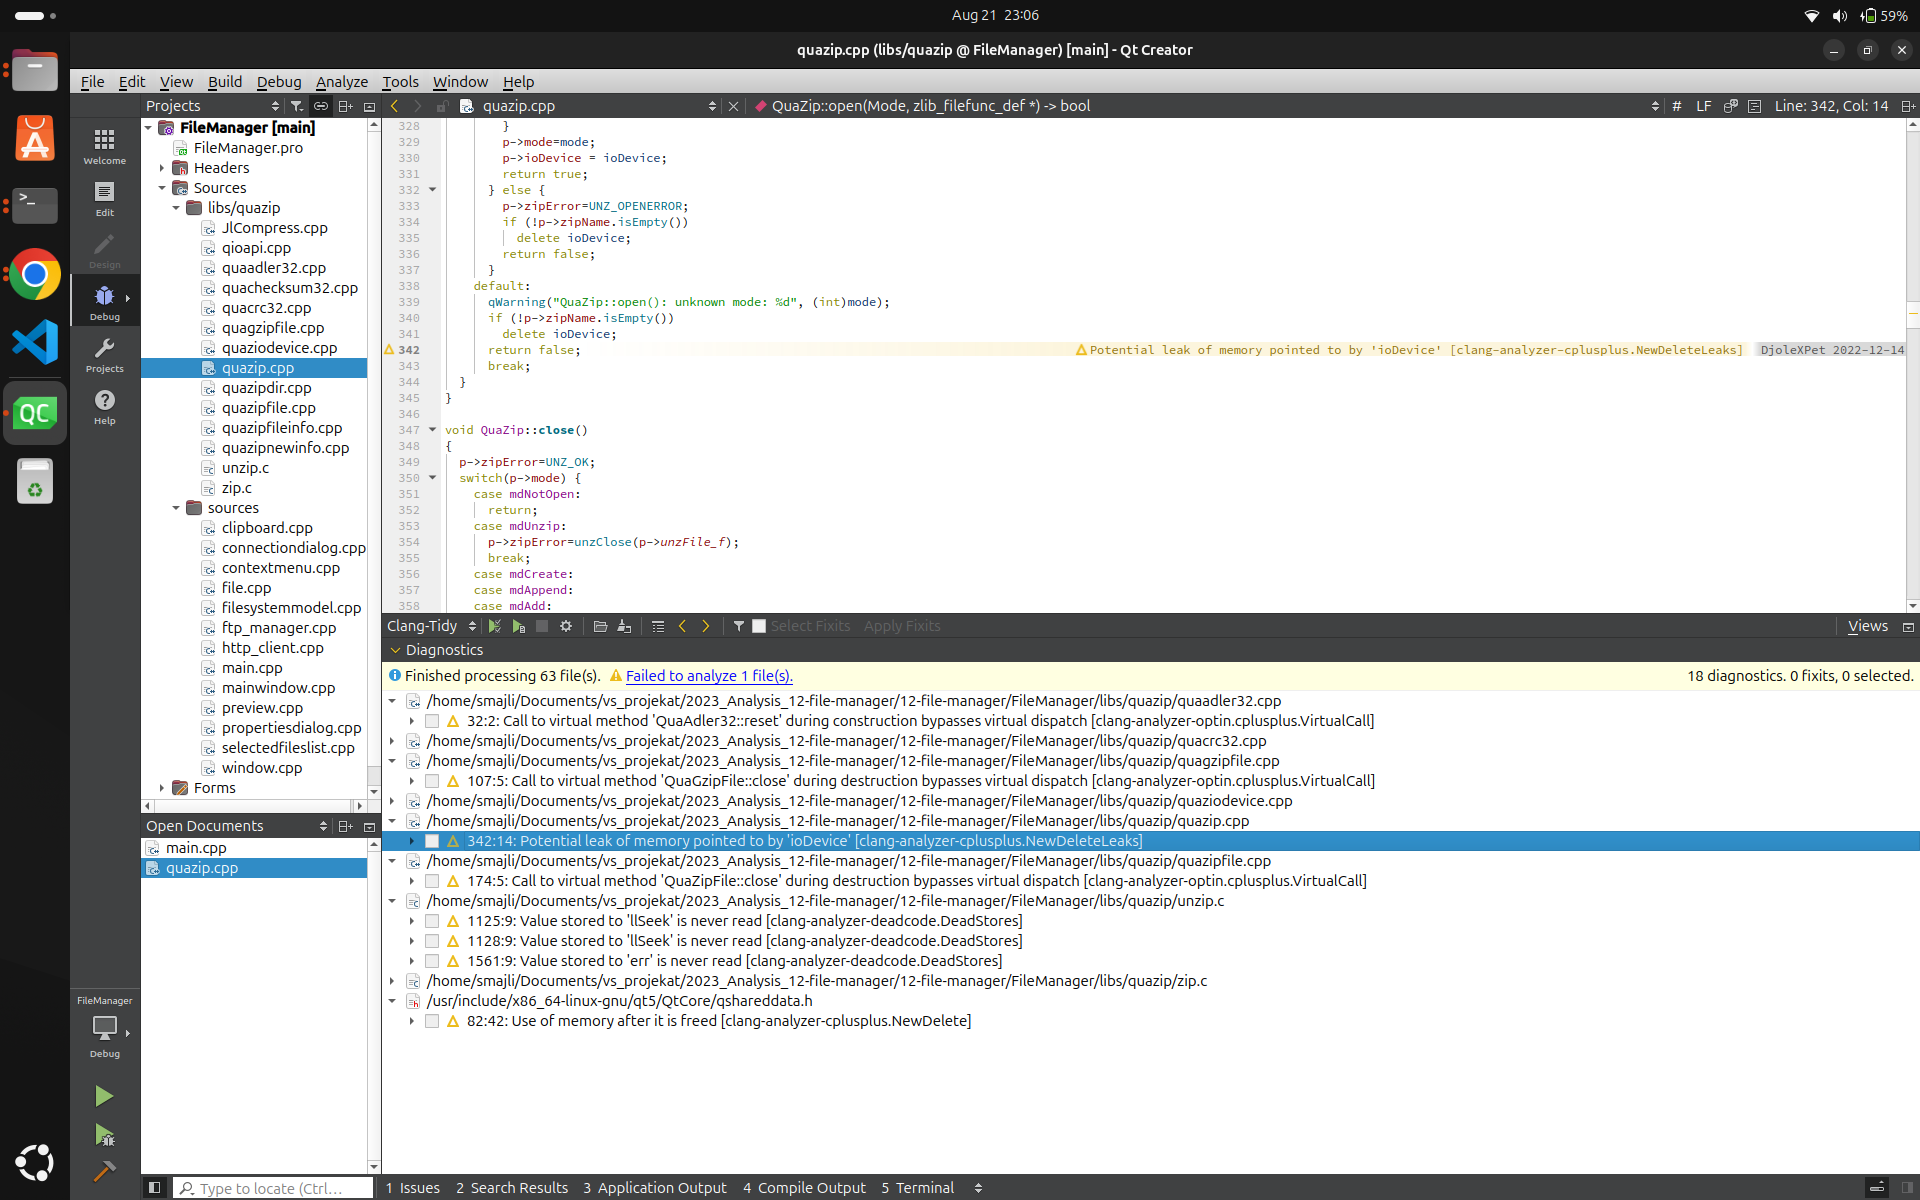 Aug 21 23:06
59%
quazip.cpp (libs/quazip @ FileManager) [main] - Qt Creator
File Edit View Build Debug Analyze Tools Window Help
Projects
quazip.cpp
QuaZip::open(Mode, zlib_filefunc_def *) -> bool
# LF Line: 342, Col: 14
Welcome
Edit
Design
Debug
Projects
Help
FileManager
Debug
FileManager [main]
FileManager.pro
Headers
Sources
libs/quazip
JlCompress.cpp
qioapi.cpp
quaadler32.cpp
quachecksum32.cpp
quacrc32.cpp
quagzipfile.cpp
quaziodevice.cpp
quazip.cpp
quazipdir.cpp
quazipfile.cpp
quazipfileinfo.cpp
quazipnewinfo.cpp
unzip.c
zip.c
sources
clipboard.cpp
connectiondialog.cpp
contextmenu.cpp
file.cpp
filesystemmodel.cpp
ftp_manager.cpp
http_client.cpp
main.cpp
mainwindow.cpp
preview.cpp
propertiesdialog.cpp
selectedfileslist.cpp
window.cpp
Forms
Open Documents
main.cpp
quazip.cpp
328 }
329 p->mode=mode;
330 p->ioDevice = ioDevice;
331 return true;
332 } else {
333 p->zipError=UNZ_OPENERROR;
334 if (!p->zipName.isEmpty())
335 delete ioDevice;
336 return false;
337 }
338 default:
339 qWarning("QuaZip::open(): unknown mode: %d", (int)mode);
340 if (!p->zipName.isEmpty())
341 delete ioDevice;
342 return false; Potential leak of memory pointed to by 'ioDevice' [clang-analyzer-cplusplus.NewDeleteLeaks] DjoleXPet 2022-12-14
343 break;
344 }
345 }
346
347 void QuaZip::close()
348 {
349 p->zipError=UNZ_OK;
350 switch(p->mode) {
351 case mdNotOpen:
352 return;
353 case mdUnzip:
354 p->zipError=unzClose(p->unzFile_f);
355 break;
356 case mdCreate:
357 case mdAppend:
358 case mdAdd:
Clang-Tidy Select Fixits Apply Fixits Views
Diagnostics
Finished processing 63 file(s). Failed to analyze 1 file(s). 18 diagnostics. 0 fixits, 0 selected.
/home/smajli/Documents/vs_projekat/2023_Analysis_12-file-manager/12-file-manager/FileManager/libs/quazip/quaadler32.cpp
32:2: Call to virtual method 'QuaAdler32::reset' during construction bypasses virtual dispatch [clang-analyzer-optin.cplusplus.VirtualCall]
/home/smajli/Documents/vs_projekat/2023_Analysis_12-file-manager/12-file-manager/FileManager/libs/quazip/quacrc32.cpp
/home/smajli/Documents/vs_projekat/2023_Analysis_12-file-manager/12-file-manager/FileManager/libs/quazip/quagzipfile.cpp
107:5: Call to virtual method 'QuaGzipFile::close' during destruction bypasses virtual dispatch [clang-analyzer-optin.cplusplus.VirtualCall]
/home/smajli/Documents/vs_projekat/2023_Analysis_12-file-manager/12-file-manager/FileManager/libs/quazip/quaziodevice.cpp
/home/smajli/Documents/vs_projekat/2023_Analysis_12-file-manager/12-file-manager/FileManager/libs/quazip/quazip.cpp
342:14: Potential leak of memory pointed to by 'ioDevice' [clang-analyzer-cplusplus.NewDeleteLeaks]
/home/smajli/Documents/vs_projekat/2023_Analysis_12-file-manager/12-file-manager/FileManager/libs/quazip/quazipfile.cpp
174:5: Call to virtual method 'QuaZipFile::close' during destruction bypasses virtual dispatch [clang-analyzer-optin.cplusplus.VirtualCall]
/home/smajli/Documents/vs_projekat/2023_Analysis_12-file-manager/12-file-manager/FileManager/libs/quazip/unzip.c
1125:9: Value stored to 'llSeek' is never read [clang-analyzer-deadcode.DeadStores]
1128:9: Value stored to 'llSeek' is never read [clang-analyzer-deadcode.DeadStores]
1561:9: Value stored to 'err' is never read [clang-analyzer-deadcode.DeadStores]
/home/smajli/Documents/vs_projekat/2023_Analysis_12-file-manager/12-file-manager/FileManager/libs/quazip/zip.c
/usr/include/x86_64-linux-gnu/qt5/QtCore/qshareddata.h
82:42: Use of memory after it is freed [clang-analyzer-cplusplus.NewDelete]
Type to locate (Ctrl... 1 Issues 2 Search Results 3 Application Output 4 Compile Output 5 Terminal
QC